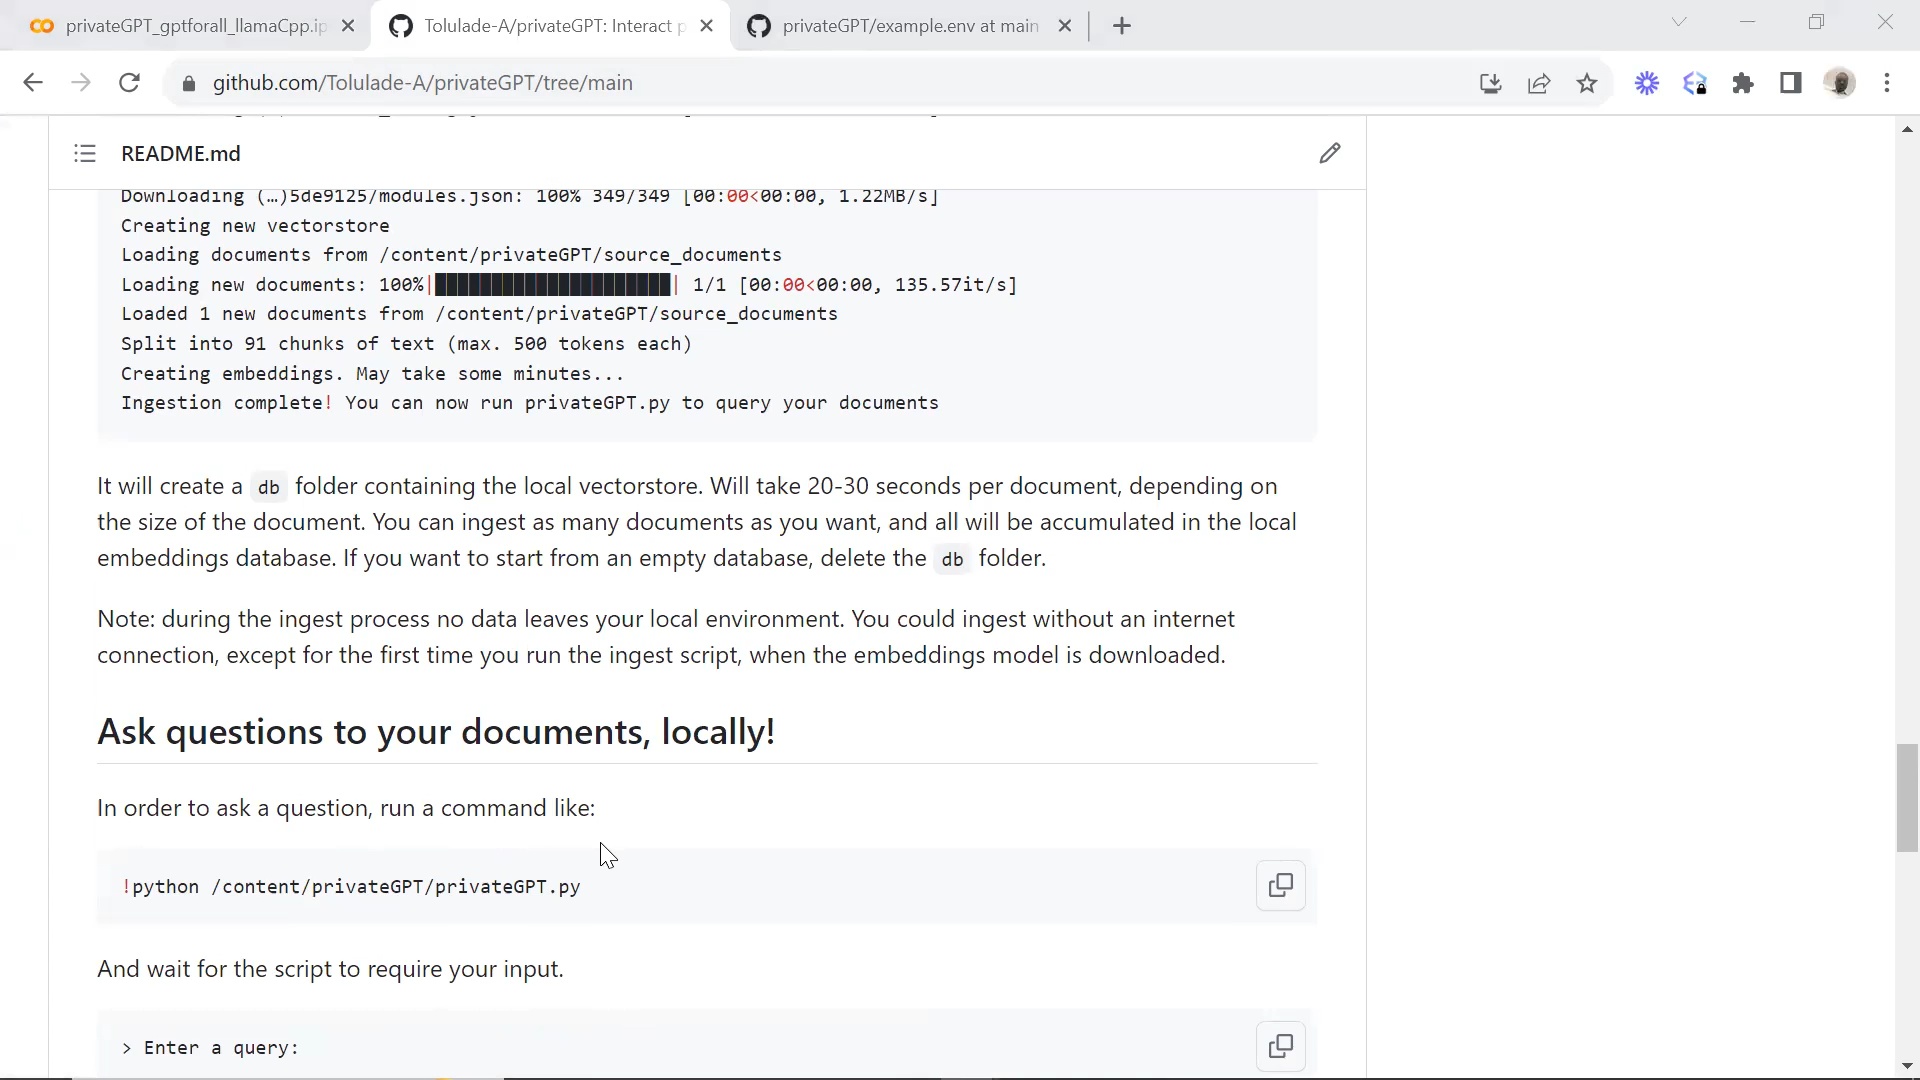 privateGPT_gptforall_llamaCpp.ip
Tolulade-A/privateGPT: Interact p
privateGPT/example.env at main
github.com/Tolulade-A/privateGPT/tree/main
README.md
Downloading (…)5de9125/modules.json: 100% 349/349 [00:00<00:00, 1.22MB/s]
Creating new vectorstore
Loading documents from /content/privateGPT/source_documents
Loading new documents: 100%|█████████████████████| 1/1 [00:00<00:00, 135.57it/s]
Loaded 1 new documents from /content/privateGPT/source_documents
Split into 91 chunks of text (max. 500 tokens each)
Creating embeddings. May take some minutes...
Ingestion complete! You can now run privateGPT.py to query your documents
It will create a db folder containing the local vectorstore. Will take 20-30 seconds per document, depending on
the size of the document. You can ingest as many documents as you want, and all will be accumulated in the local
embeddings database. If you want to start from an empty database, delete the db folder.
Note: during the ingest process no data leaves your local environment. You could ingest without an internet
connection, except for the first time you run the ingest script, when the embeddings model is downloaded.
Ask questions to your documents, locally!
In order to ask a question, run a command like:
!python /content/privateGPT/privateGPT.py
And wait for the script to require your input.
> Enter a query: